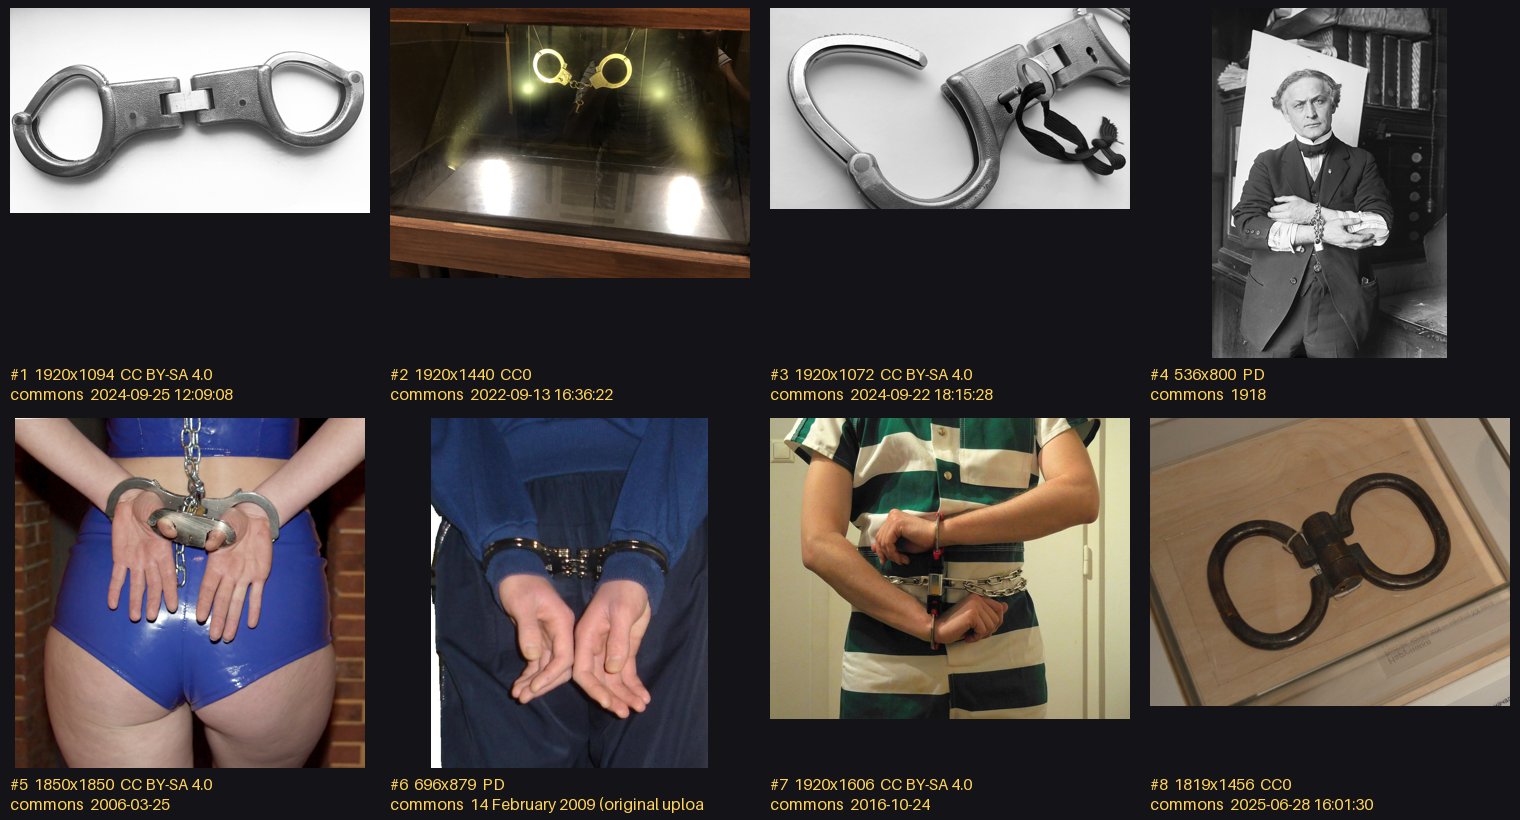 #1 1920x1094 CC BY-SA 4.0
commons 2024-09-25 12:09:08
#2 1920x1440 CC0
commons 2022-09-13 16:36:22
#3 1920x1072 CC BY-SA 4.0
commons 2024-09-22 18:15:28
#4 536x800 PD
commons 1918
#5 1850x1850 CC BY-SA 4.0
commons 2006-03-25
#6 696x879 PD
commons 14 February 2009 (original uploa
#7 1920x1606 CC BY-SA 4.0
commons 2016-10-24
#8 1819x1456 CC0
commons 2025-06-28 16:01:30